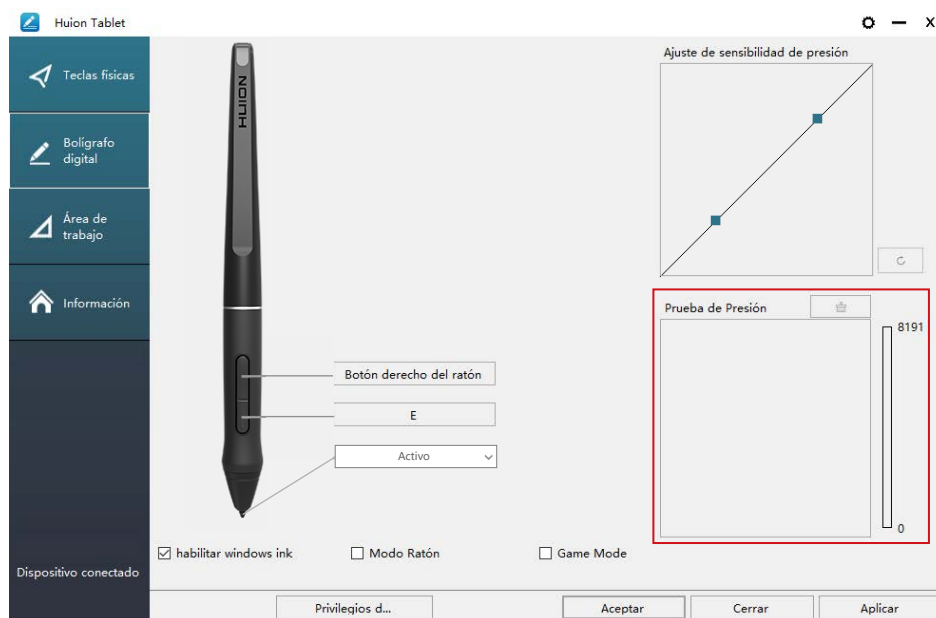 Huion Tablet
Teclas físicas
Bolígrafo
digital
Área de
trabajo
Información
Dispositivo conectado
HUION
Botón derecho del ratón
E
Activo
habilitar windows ink
Modo Ratón
Game Mode
Ajuste de sensibilidad de presión
Prueba de Presión
8191
0
Privilegios d...
Aceptar
Cerrar
Aplicar